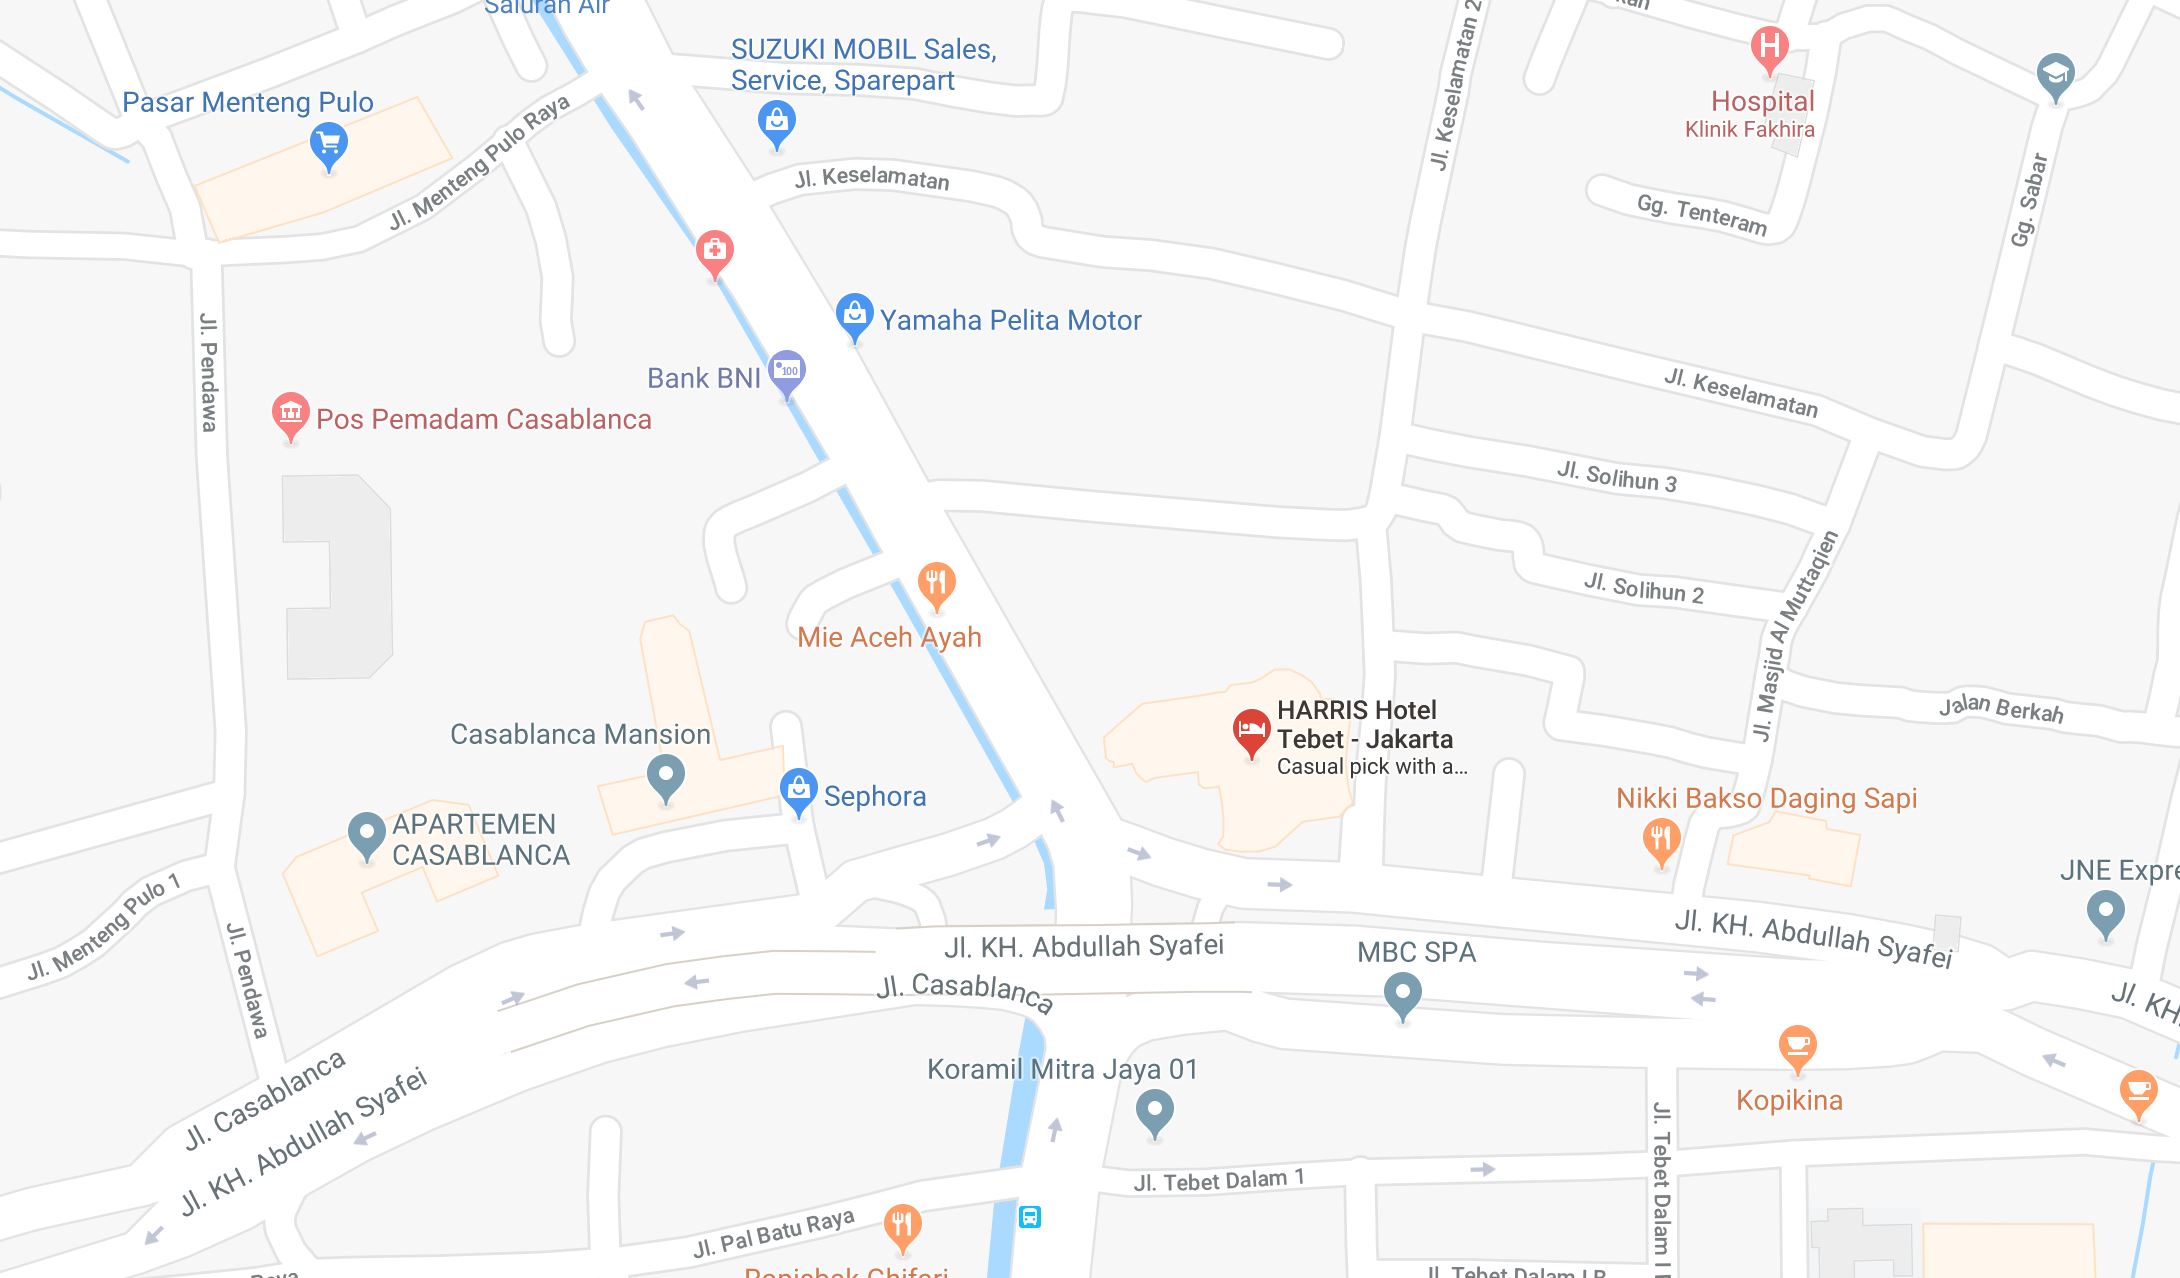 Saluran Air
SUZUKI MOBIL Sales,
Service, Sparepart
Pasar Menteng Pulo
Jl. Menteng Pulo Raya
Jl. Keselamatan
Jl. Keselamatan 2
Hospital
Klinik Fakhira
Gg. Tenteram
Gg. Sabar
Jl. Pendawa
Yamaha Pelita Motor
Bank BNI
100
Pos Pemadam Casablanca
Jl. Keselamatan
Jl. Solihun 3
Jl. Solihun 2
Jl. Masjid Al Muttaqien
Mie Aceh Ayah
Jalan Berkah
Casablanca Mansion
HARRIS Hotel
Tebet - Jakarta
Casual pick with a...
Sephora
Nikki Bakso Daging Sapi
APARTEMEN
CASABLANCA
JNE Expre
Jl. Menteng Pulo 1
Jl. Pendawa
Jl. KH. Abdullah Syafei
Jl. KH. Abdullah Syafei
MBC SPA
Jl. Casablanca
Jl. KH.
Koramil Mitra Jaya 01
Kopikina
Jl. Casablanca
Jl. KH. Abdullah Syafei
Jl. Tebet Dalam 1
Jl. Tebet Dalam I
Jl. Pal Batu Raya
Raya
Jl. Tebet Dalam I B